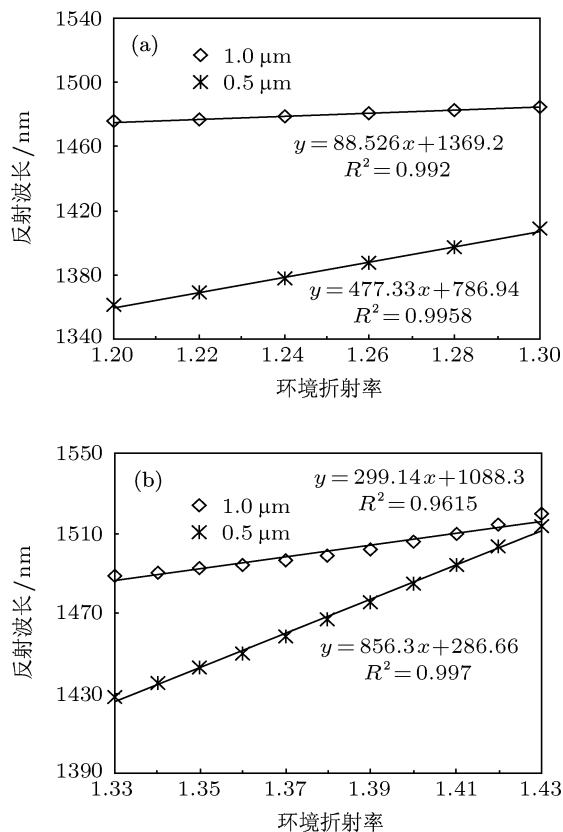 1540
(a)
1.0 μm
0.5 μm
1500
1460
y=88.526x+1369.2
R²=0.992
1420
1380
y=477.33x+786.94
R²=0.9958
1340
反射波长/nm
1.20 1.22 1.24 1.26 1.28 1.30
环境折射率
1550
(b)
y=299.14x+1088.3
R²=0.9615
1.0 μm
0.5 μm
1510
1470
y=856.3x+286.66
R²=0.997
1430
1390
反射波长/nm
1.33 1.35 1.37 1.39 1.41 1.43
环境折射率